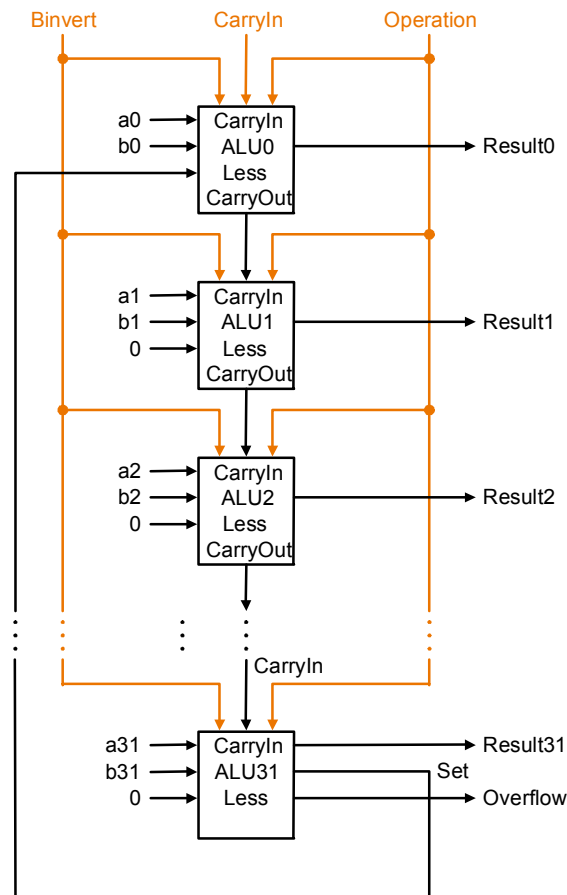 Binvert CarryIn Operation
a0 CarryIn
b0 ALU0 Result0
Less
CarryOut
a1 CarryIn
b1 ALU1 Result1
0 Less
CarryOut
a2 CarryIn
b2 ALU2 Result2
0 Less
CarryOut
CarryIn
a31 CarryIn Result31
b31 ALU31 Set
0 Less Overflow